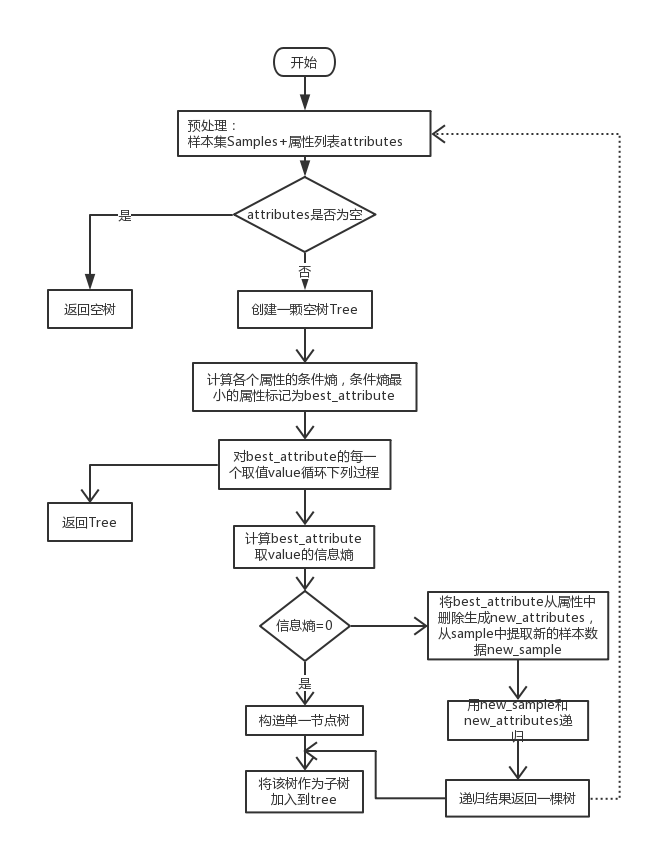 开始
预处理：
样本集Samples+属性列表attributes
attributes是否为空
是
否
返回空树
创建一颗空树Tree
计算各个属性的条件熵，条件熵最
小的属性标记为best_attribute
对best_attribute的每一
个取值value循环下列过程
返回Tree
计算best_attribute
取value的信息熵
信息熵=0
将best_attribute从属性中
删除生成new_attributes，
从sample中提取新的样本数
据new_sample
是
用new_sample和
new_attributes递
归
构造单一节点树
将该树作为子树
加入到tree
递归结果返回一棵树